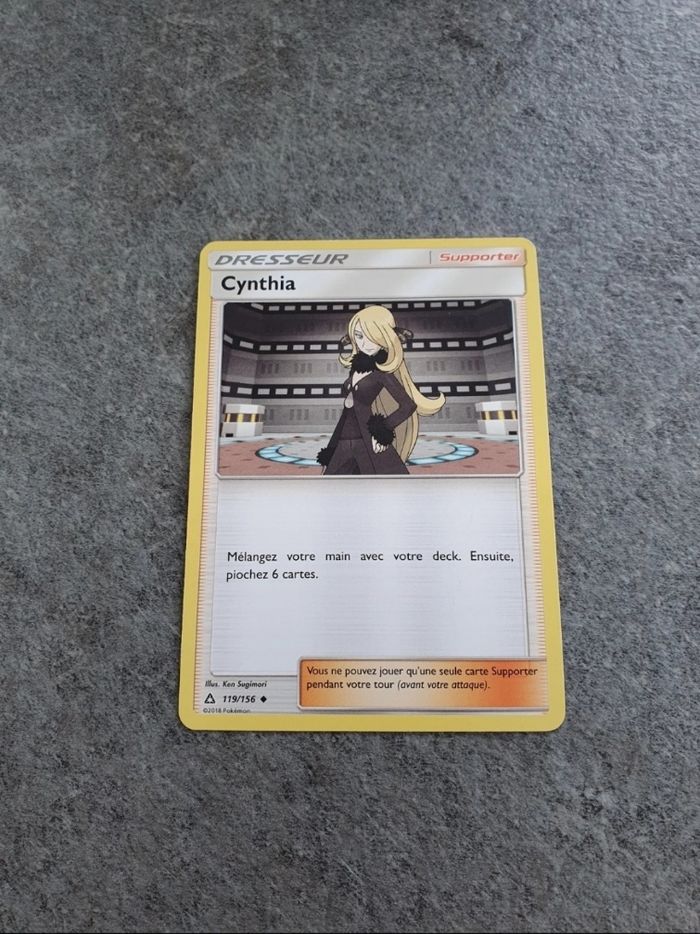 DRESSEUR Supporter
Cynthia
Mélangez votre main avec votre deck. Ensuite,
piochez 6 cartes.
Vous ne pouvez jouer qu'une seule carte Supporter
pendant votre tour (avant votre attaque).
Illus. Ken Sugimori
119/156
©2018 Pokémon